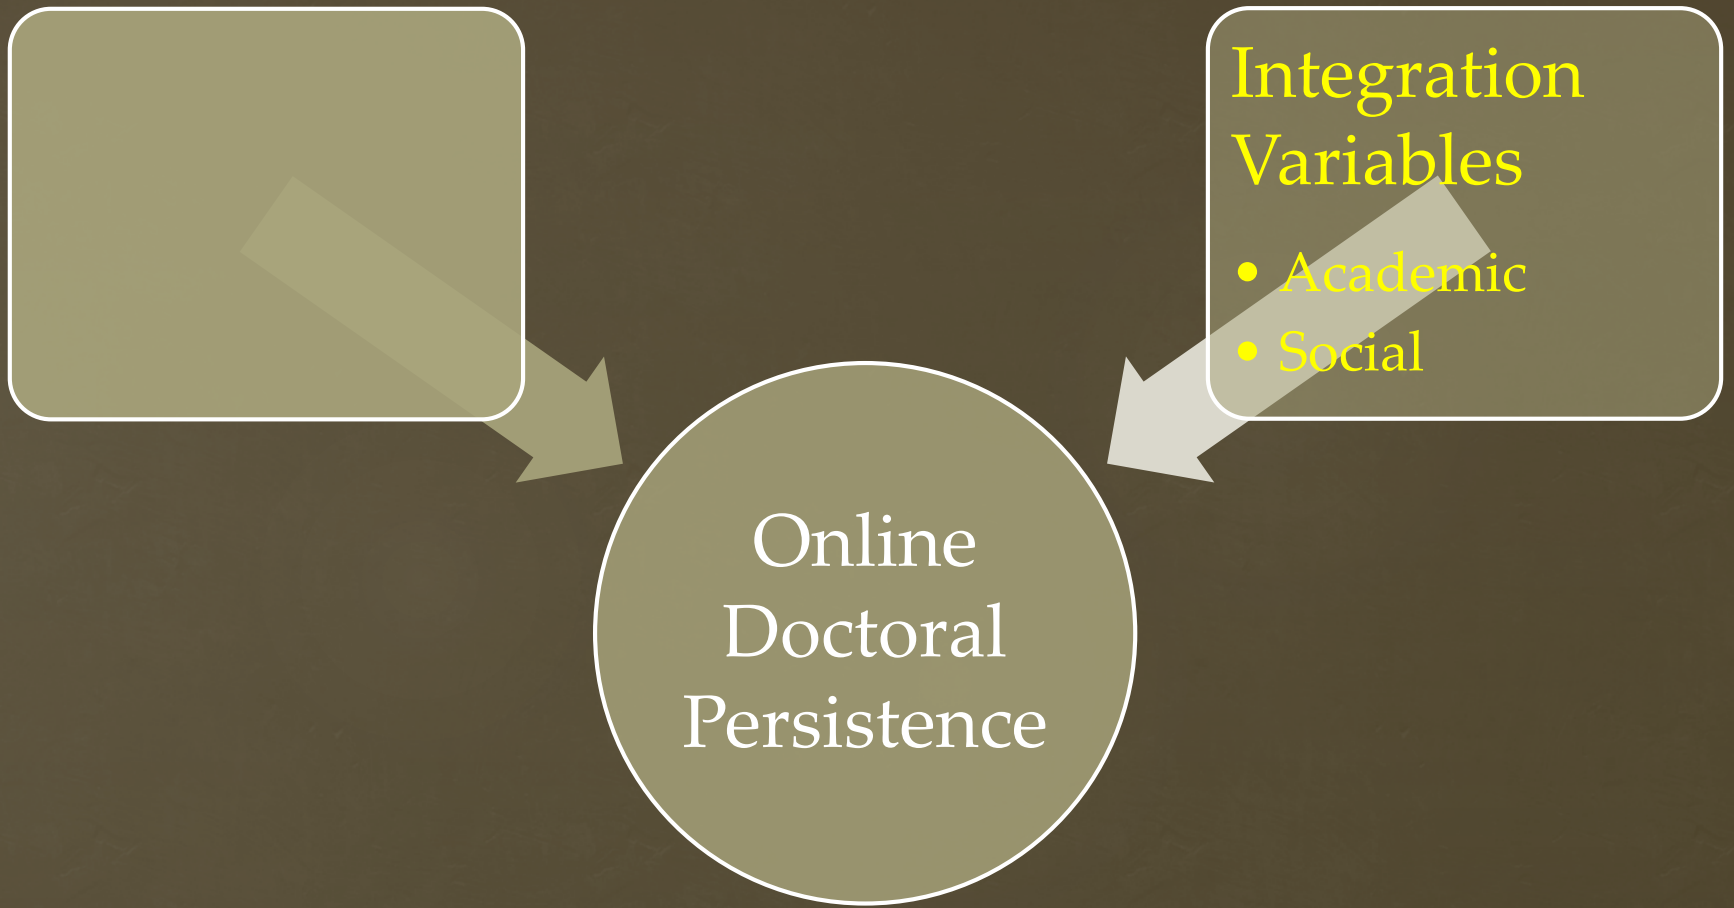 Integration
Variables
• Academic
• Social
Online
Doctoral
Persistence